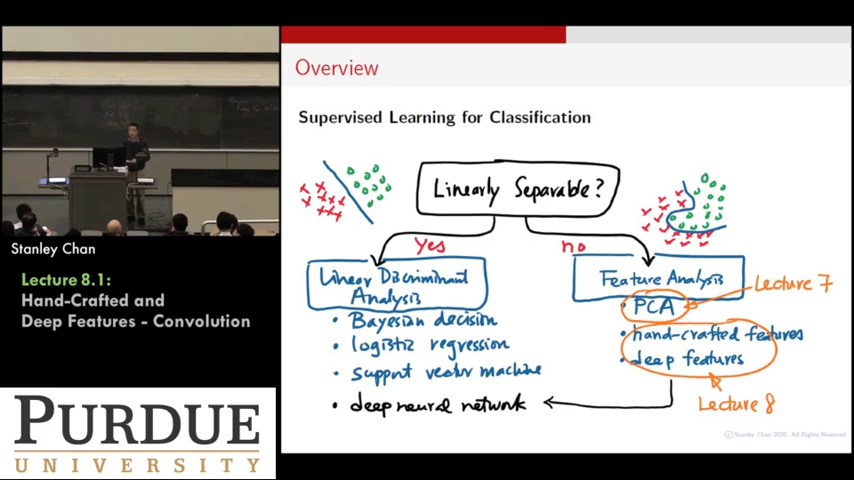 Overview
Supervised Learning for Classification
Linearly Separable?
Yes
no
Linear Discriminant
Analysis
• Bayesian decision
• logistic regression
• support vector machine
• deep neural network
Feature Analysis
• PCA
• hand-crafted features
• deep features
Lecture 7
Lecture 8
Stanley Chan
Lecture 8.1:
Hand-Crafted and
Deep Features - Convolution
PURDUE
UNIVERSITY
©Stanley Chan 2020. All Rights Reserved